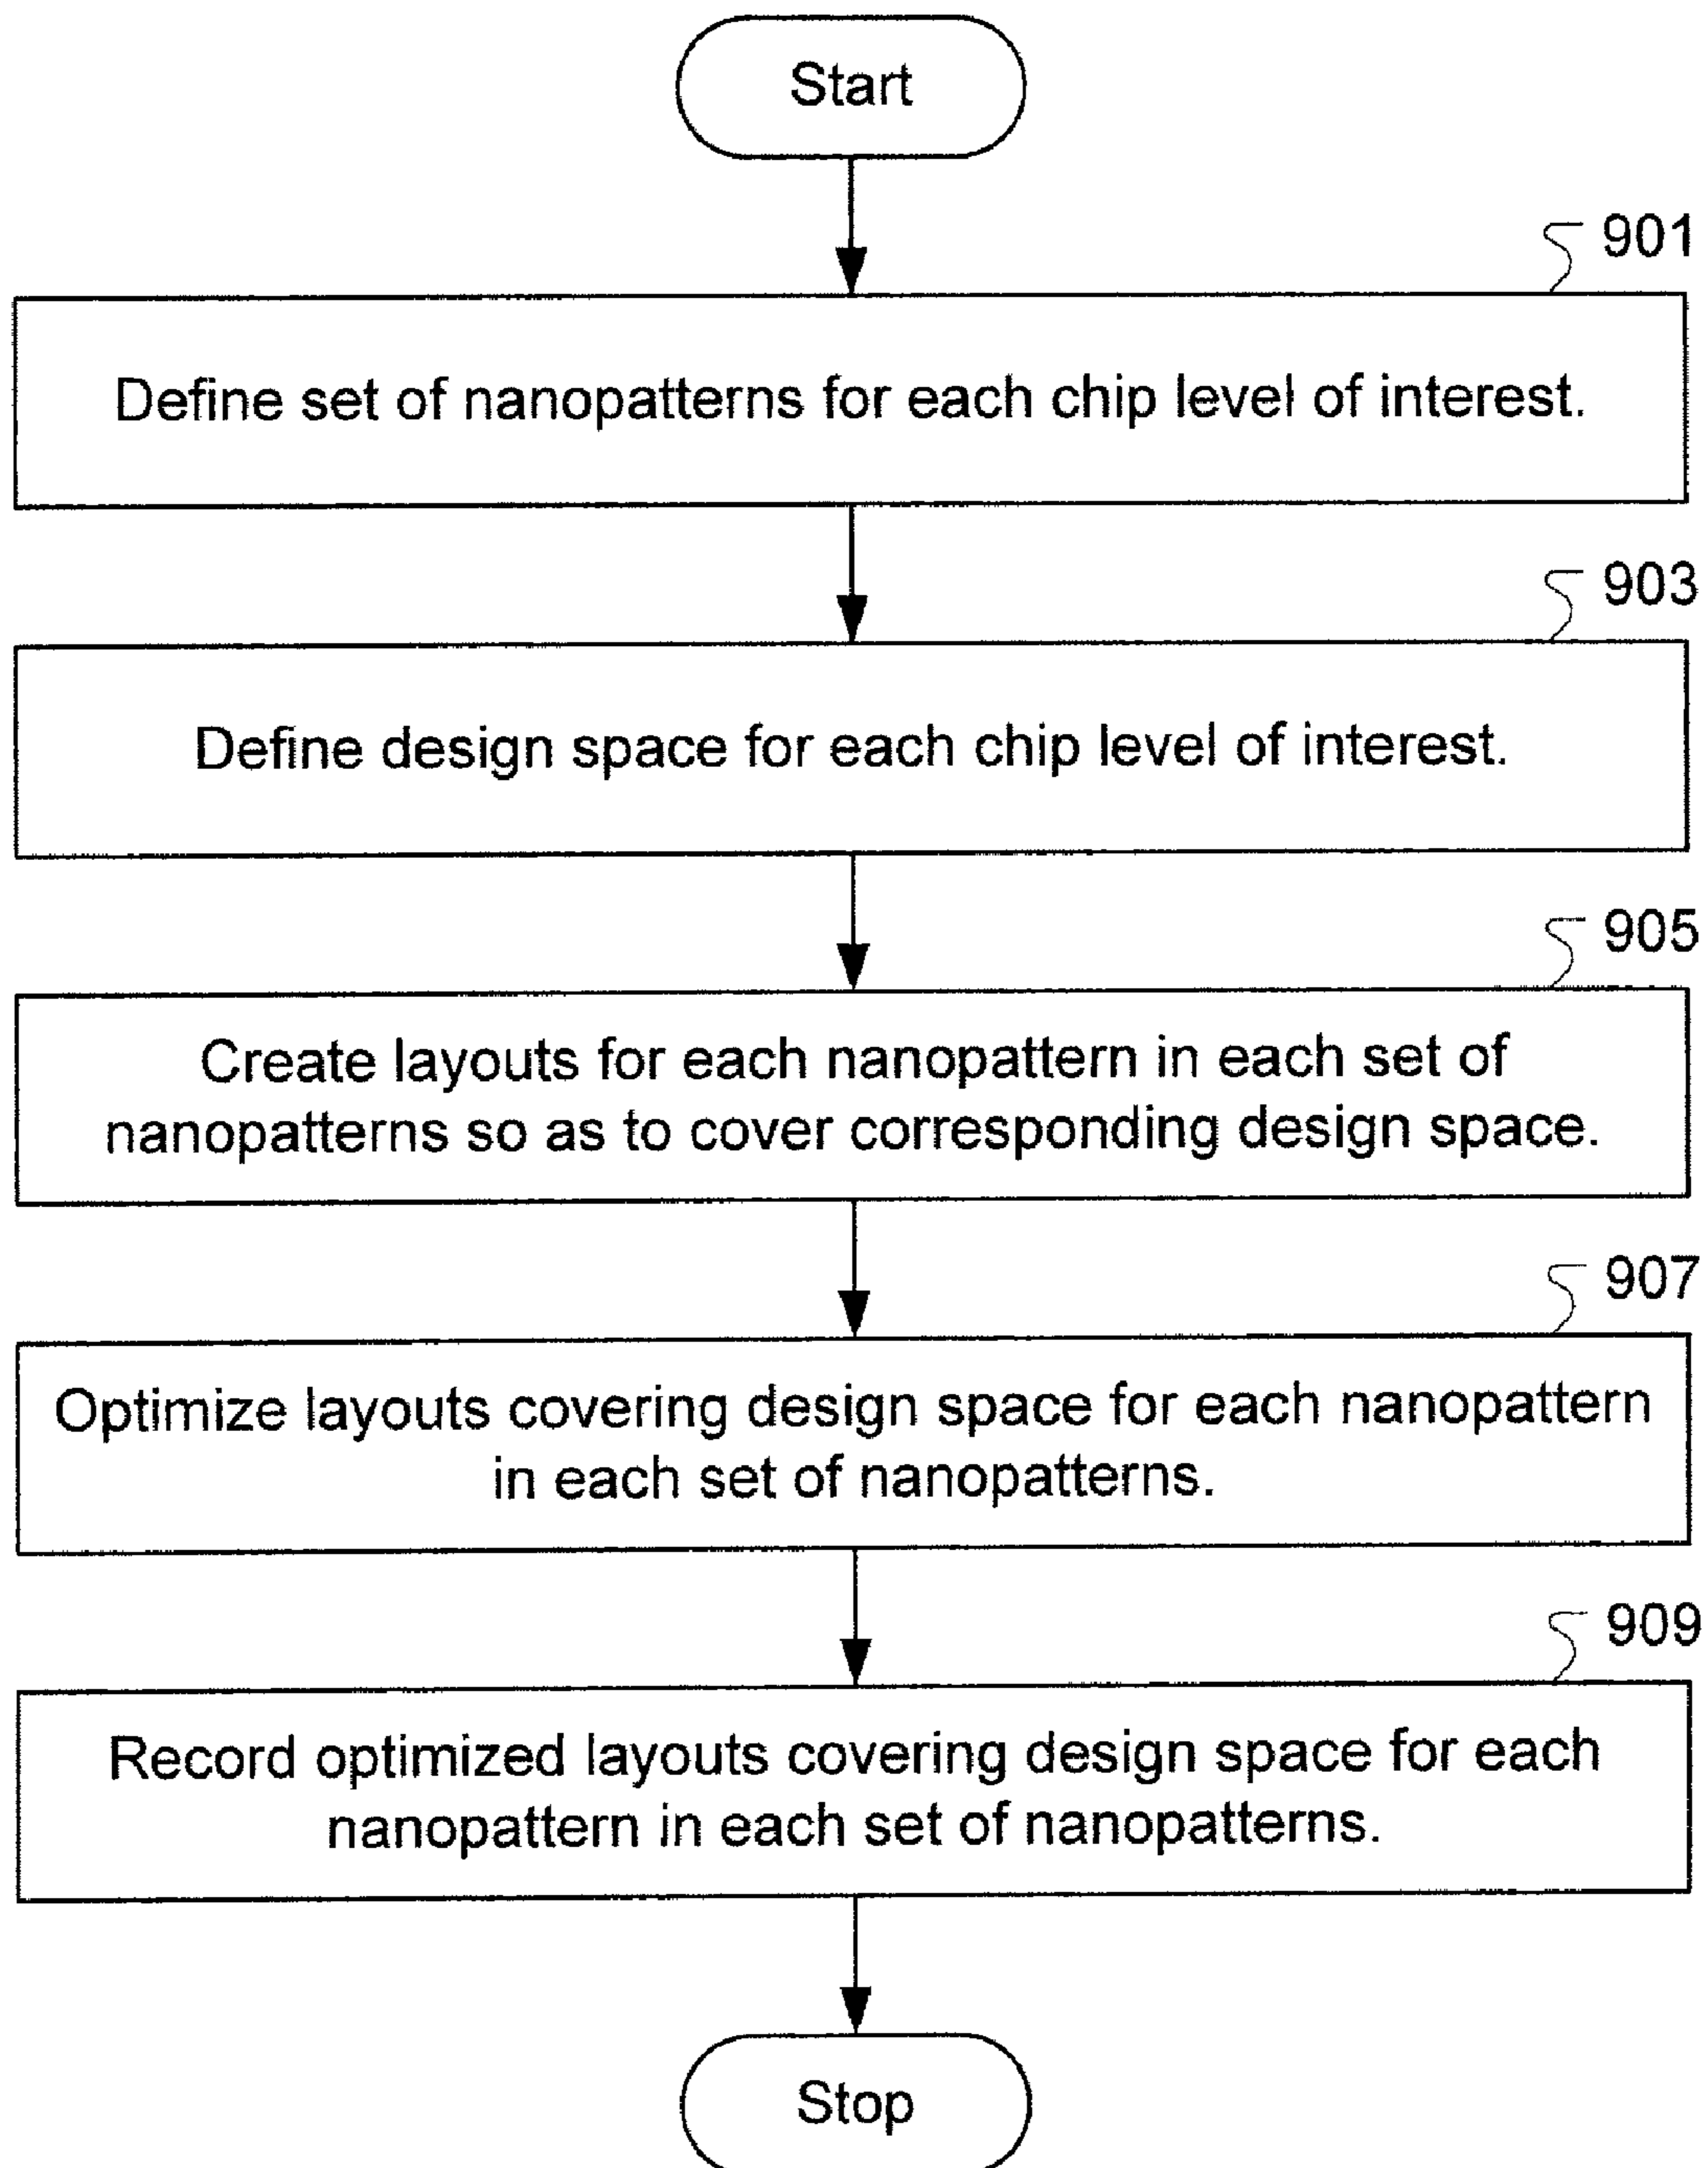 Start
901
Define set of nanopatterns for each chip level of interest.
903
Define design space for each chip level of interest.
905
Create layouts for each nanopattern in each set of
nanopatterns so as to cover corresponding design space.
907
Optimize layouts covering design space for each nanopattern
in each set of nanopatterns.
909
Record optimized layouts covering design space for each
nanopattern in each set of nanopatterns.
Stop